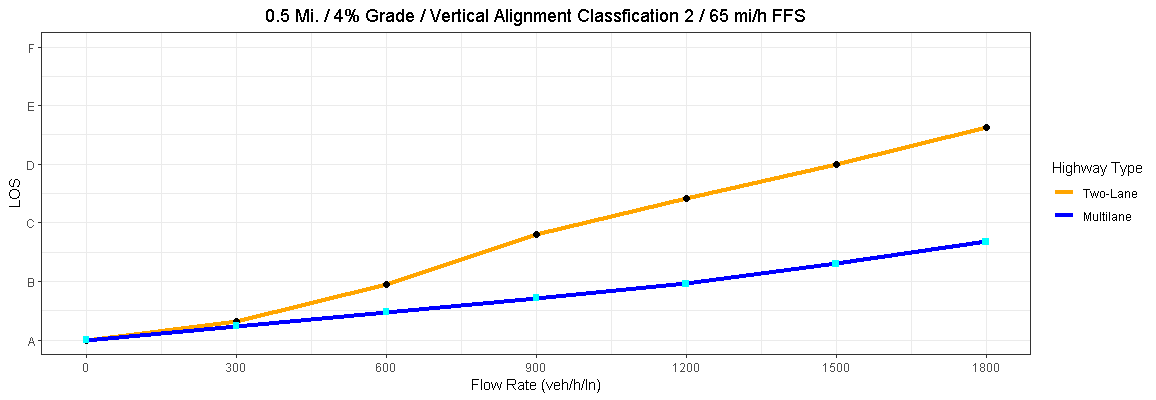 0.5 Mi. / 4% Grade / Vertical Alignment Classfication 2 / 65 mi/h FFS
F
E
D
C
B
A
LOS
0 300 600 900 1200 1500 1800
Flow Rate (veh/h/ln)
Highway Type
Two-Lane
Multilane